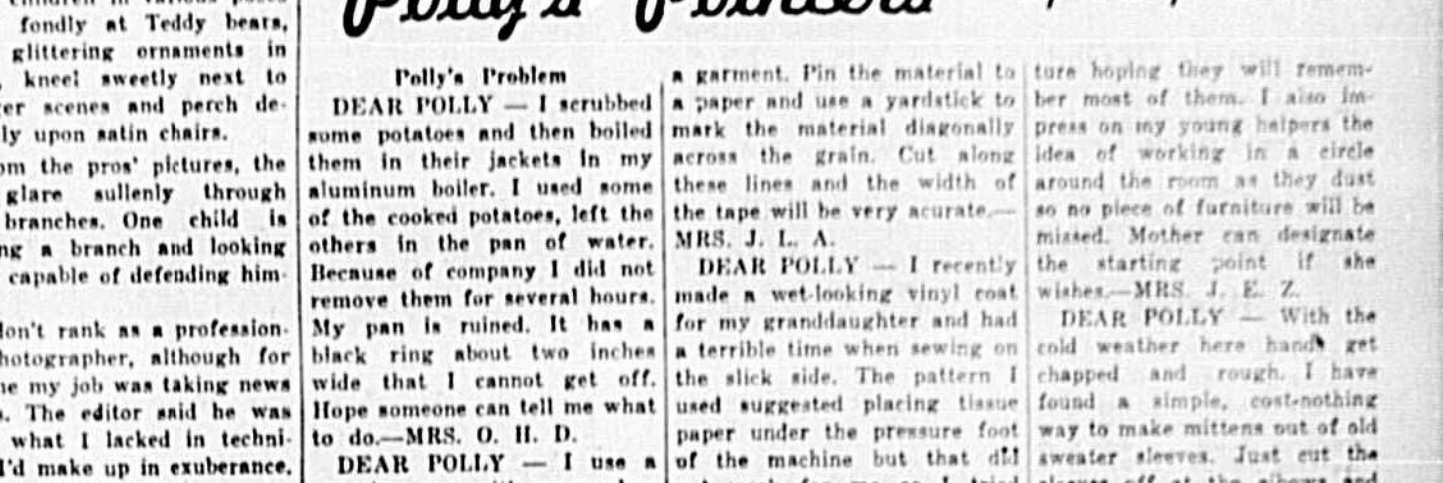 fondly at Teddy bears,
glittering ornaments in
kneel sweetly next to
scenes and perch de-
upon satin chairs.
the pros' pictures, the
glare sullenly through
branches. One child is
a branch and looking
capable of defending him-
don't rank as a profession-
although for
my job was taking news
The editor said he was
what I lacked in techni-
I'd make up in exuberance.
Polly's Pointers
Polly's Problem
DEAR POLLY — I scrubbed
some potatoes and then boiled
them in their jackets in my
aluminum boiler. I used some
of the cooked potatoes, left the
others in the pan of water.
Because of company I did not
remove them for several hours.
My pan is ruined. It has a
black ring about two inches
wide that I cannot get off.
Hope someone can tell me what
to do.—MRS. O. H. D.
DEAR POLLY — I use a
a garment. Pin the material to
a paper and use a yardstick to
mark the material diagonally
across the grain. Cut along
these lines and the width of
the tape will be very acurate.—
MRS. J. L. A.
DEAR POLLY — I recently
made a wet-looking vinyl coat
for my granddaughter and had
a terrible time when sewing on
the slick side. The pattern I
used suggested placing tissue
paper under the pressure foot
of the machine but that did
ture hoping they will remem-
ber most of them. I also im-
press on my young helpers the
idea of working in a circle
around the room as they dust
so no piece of furniture will be
missed. Mother can designate
the starting point if she
wishes.—MRS. J. E. Z.
DEAR POLLY — With the
cold weather here hands get
chapped and rough. I have
found a simple, cost-nothing
way to make mittens out of old
sweater sleeves. Just cut the